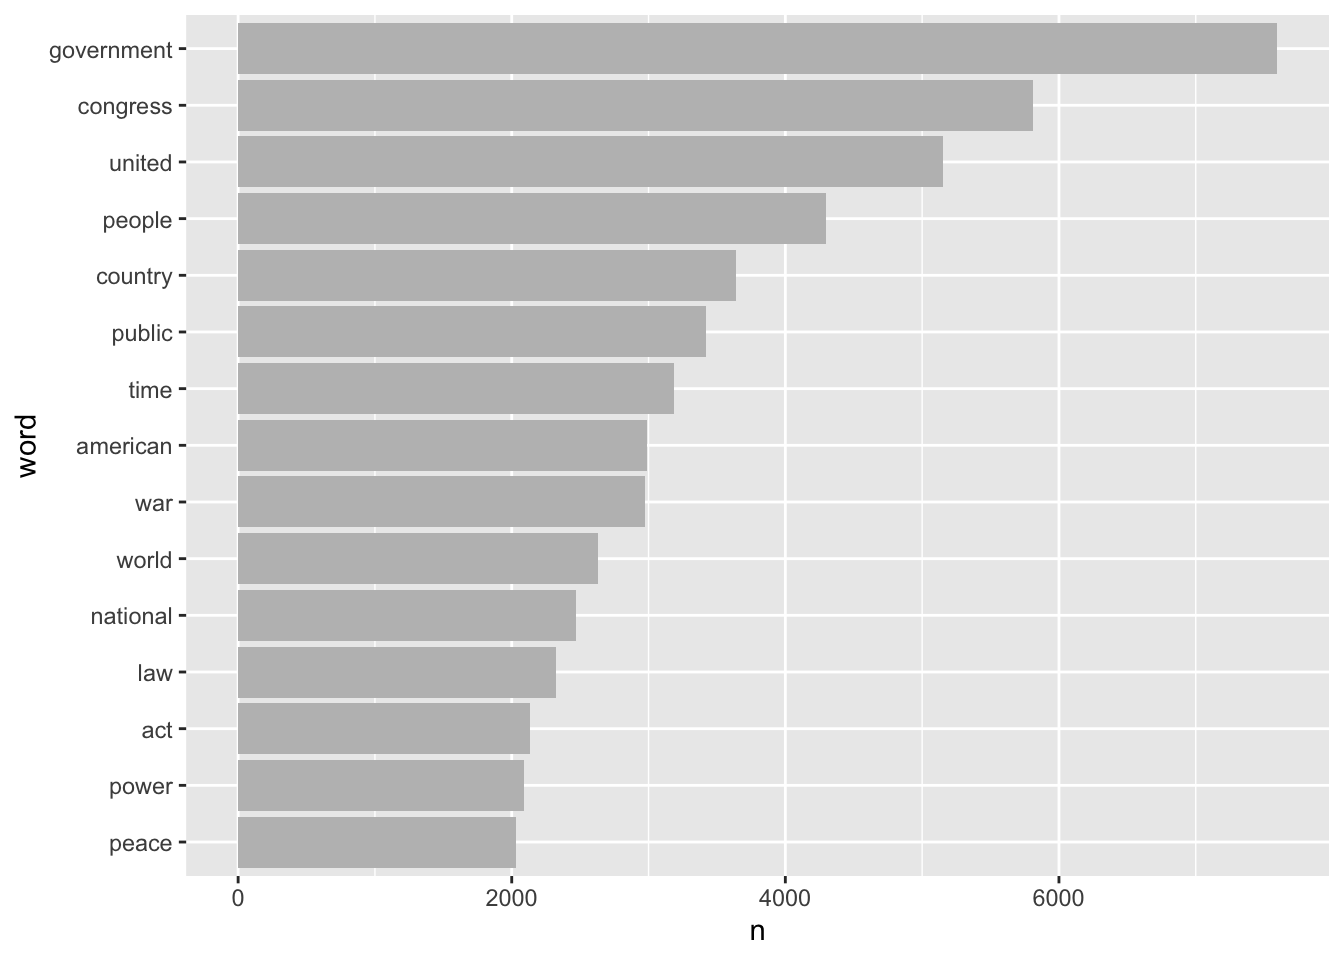 government
congress
united
people
country
public
time
american
war
world
national
law
act
power
peace
word
0 2000 4000 6000
n